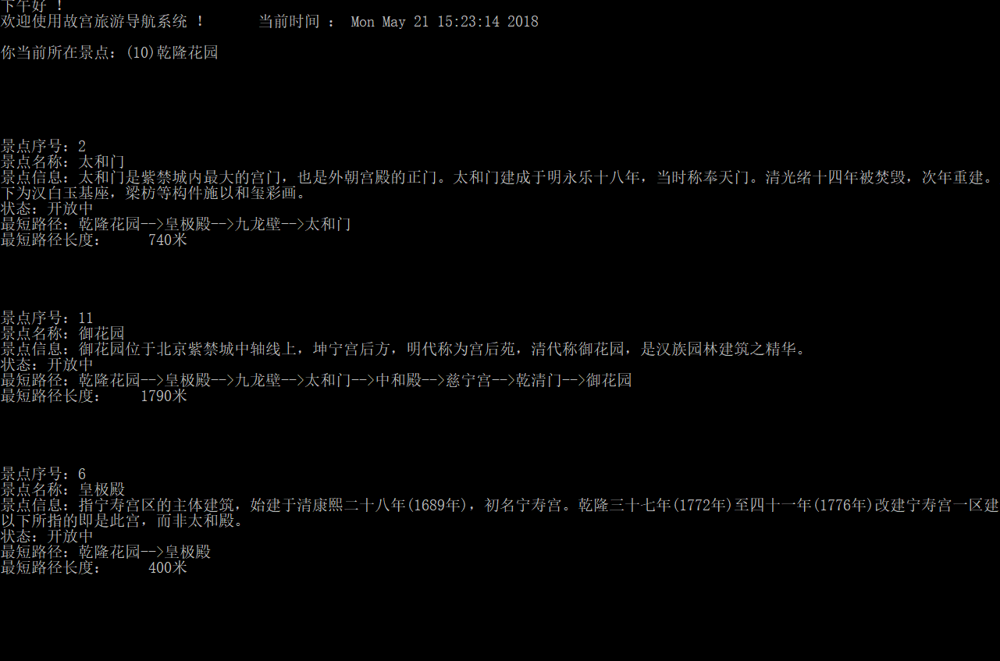 下午好 !
欢迎使用故宫旅游导航系统 ! 当前时间 : Mon May 21 15:23:14 2018
你当前所在景点: (10)乾隆花园
景点序号: 2
景点名称: 太和门
景点信息: 太和门是紫禁城内最大的宫门, 也是外朝宫殿的正门。太和门建成于明永乐十八年, 当时称奉天门。清光绪十四年被焚毁, 次年重建。
下为汉白玉基座, 梁枋等构件施以和玺彩画。
状态: 开放中
最短路径: 乾隆花园-->皇极殿-->九龙壁-->太和门
最短路径长度: 740米
景点序号: 11
景点名称: 御花园
景点信息: 御花园位于北京紫禁城中轴线上, 坤宁宫后方, 明代称为宫后苑, 清代称御花园, 是汉族园林建筑之精华。
状态: 开放中
最短路径: 乾隆花园-->皇极殿-->九龙壁-->太和门-->中和殿-->慈宁宫-->乾清门-->御花园
最短路径长度: 1790米
景点序号: 6
景点名称: 皇极殿
景点信息: 指宁寿宫区的主体建筑, 始建于清康熙二十八年(1689年), 初名宁寿宫。乾隆三十七年(1772年)至四十一年(1776年)改建宁寿宫一区建
以下所指的即是此宫, 而非太和殿。
状态: 开放中
最短路径: 乾隆花园-->皇极殿
最短路径长度: 400米